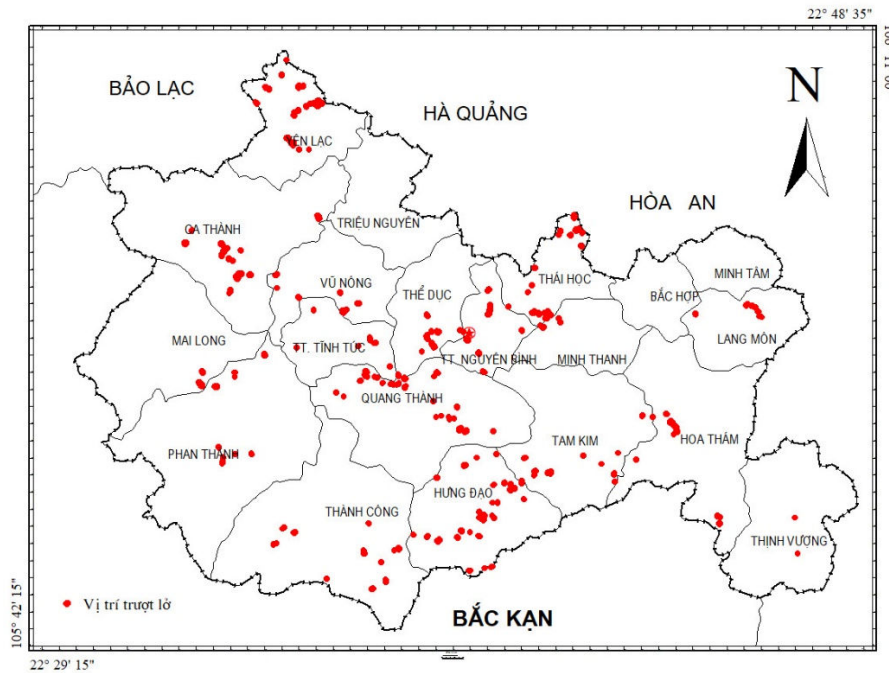 22° 48' 35"
106° 11' 00"
BẢO LẠC
N
HÀ QUẢNG
YÊN LẠC
HÒA AN
CA THÀNH
TRIỆU NGUYÊN
MINH TÂM
VŨ NÔNG
THỂ DỤC
THÁI HỌC
BẮC HỢP
LANG MÔN
MAI LONG
TT. TĨNH TÚC
TT. NGUYÊN BÌNH
MINH THANH
QUANG THÀNH
HOA THÁM
PHAN THANH
TAM KIM
HƯNG ĐẠO
THÀNH CÔNG
THỊNH VƯỢNG
Vị trí trượt lở
BẮC KẠN
105° 42' 15"
22° 29' 15"